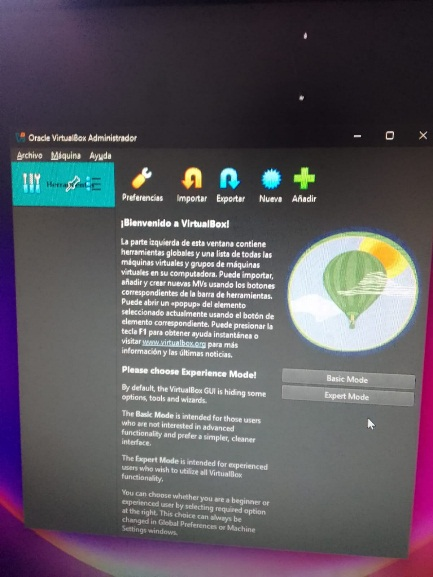 Oracle VirtualBox Administrador
Archivo Máquina Ayuda
Preferencias Importar Exportar Nueva Añadir
¡Bienvenido a VirtualBox!
La parte izquierda de esta ventana contiene
herramientas globales y una lista de todas las
máquinas virtuales y grupos de máquinas
virtuales en su computadora. Puede importar,
añadir y crear nuevas MVs usando los botones
correspondientes de la barra de herramientas.
Puede abrir un «popup» del elemento
seleccionado actualmente usando el botón de
elemento correspondiente. Puede presionar la
tecla F1 para obtener ayuda instantánea o
visitar www.virtualbox.org para más
información y las últimas noticias.
Please choose Experience Mode!
By default, the VirtualBox GUI is hiding some
options, tools and wizards.
The Basic Mode is intended for those users
who are not interested in advanced
functionality and prefer a simpler, cleaner
interface.
The Expert Mode is intended for experienced
users who wish to utilize all VirtualBox
functionality.
You can choose whether you are a beginner or
experienced user by selecting required option
at the right. This choice can always be
changed in Global Preferences or Machine
Settings windows.
Basic Mode
Expert Mode